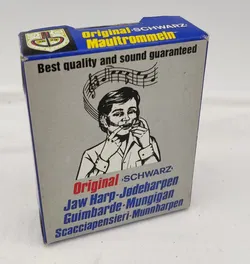 Original ·SCHWARZ·
Maultrommeln
Best quality and sound guaranteed
Original ·SCHWARZ·
Jaw Harp-Jodeharpen
Guimbarde-Mungigan
Scacciapensieri-Munnharpen